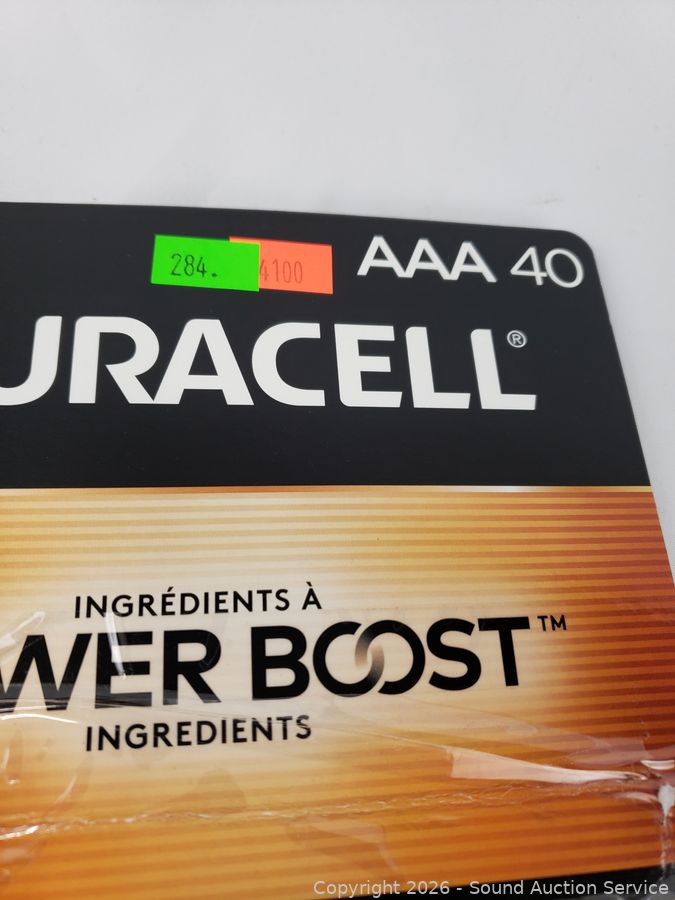 284. 4100 AAA 40
URACELL®
INGRÉDIENTS À
WER BOOST™
INGREDIENTS
Copyright 2026 - Sound Auction Service